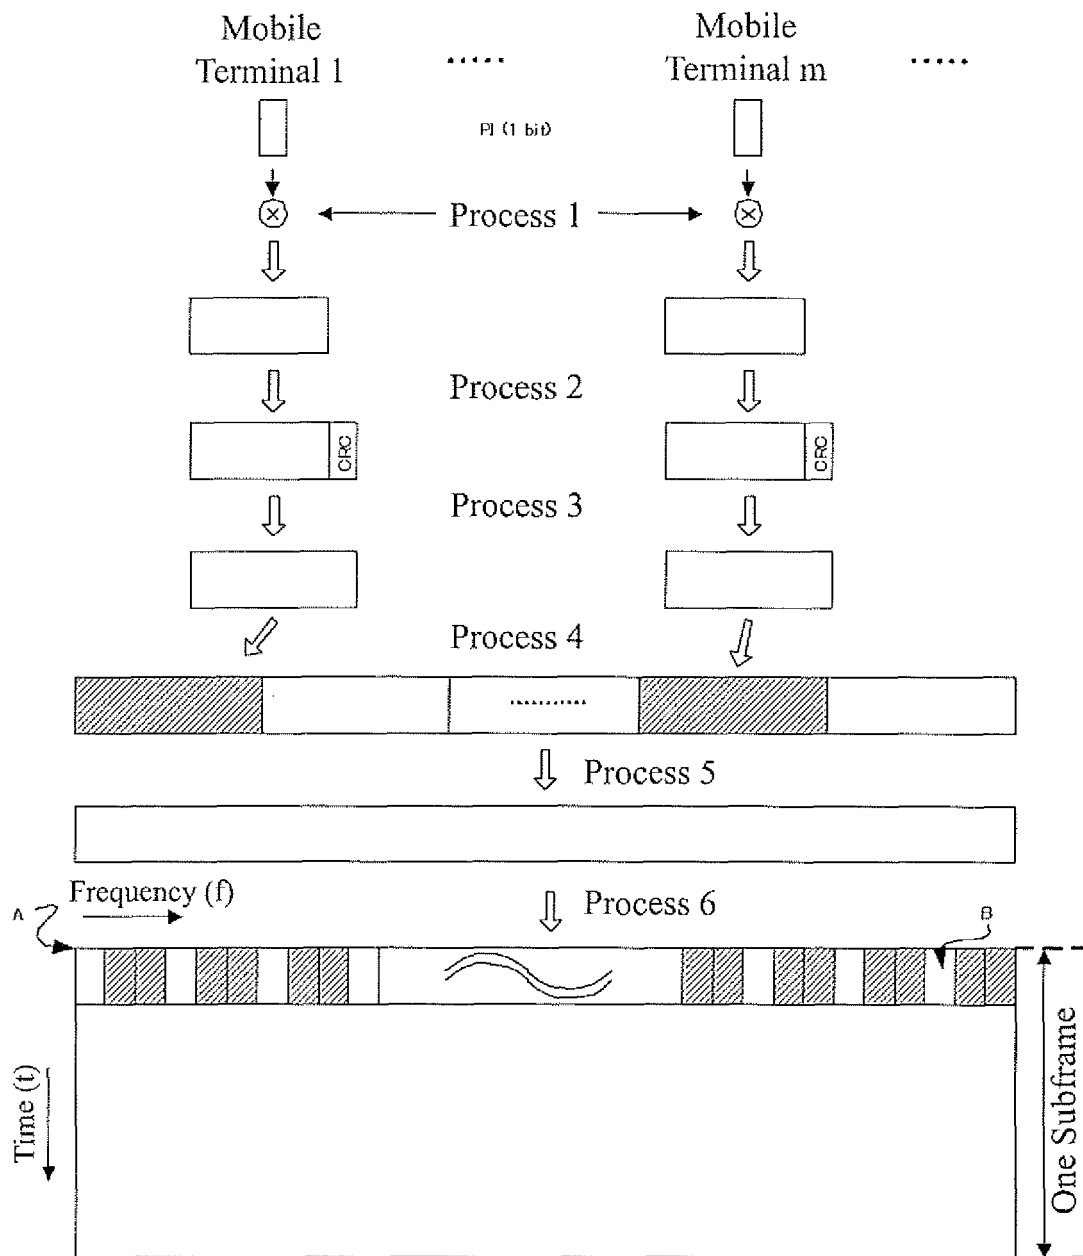 Mobile
Terminal 1
.....
Mobile
Terminal m
.....
PI (1 bit)
Process 1
Process 2
CRC
CRC
Process 3
Process 4
..........
Process 5
A
Frequency (f)
Process 6
B
Time (t)
One Subframe